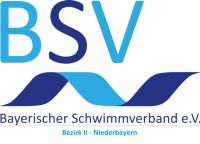 BSV
Bayerischer Schwimmverband e.V.
Bezirk II - Niederbayern